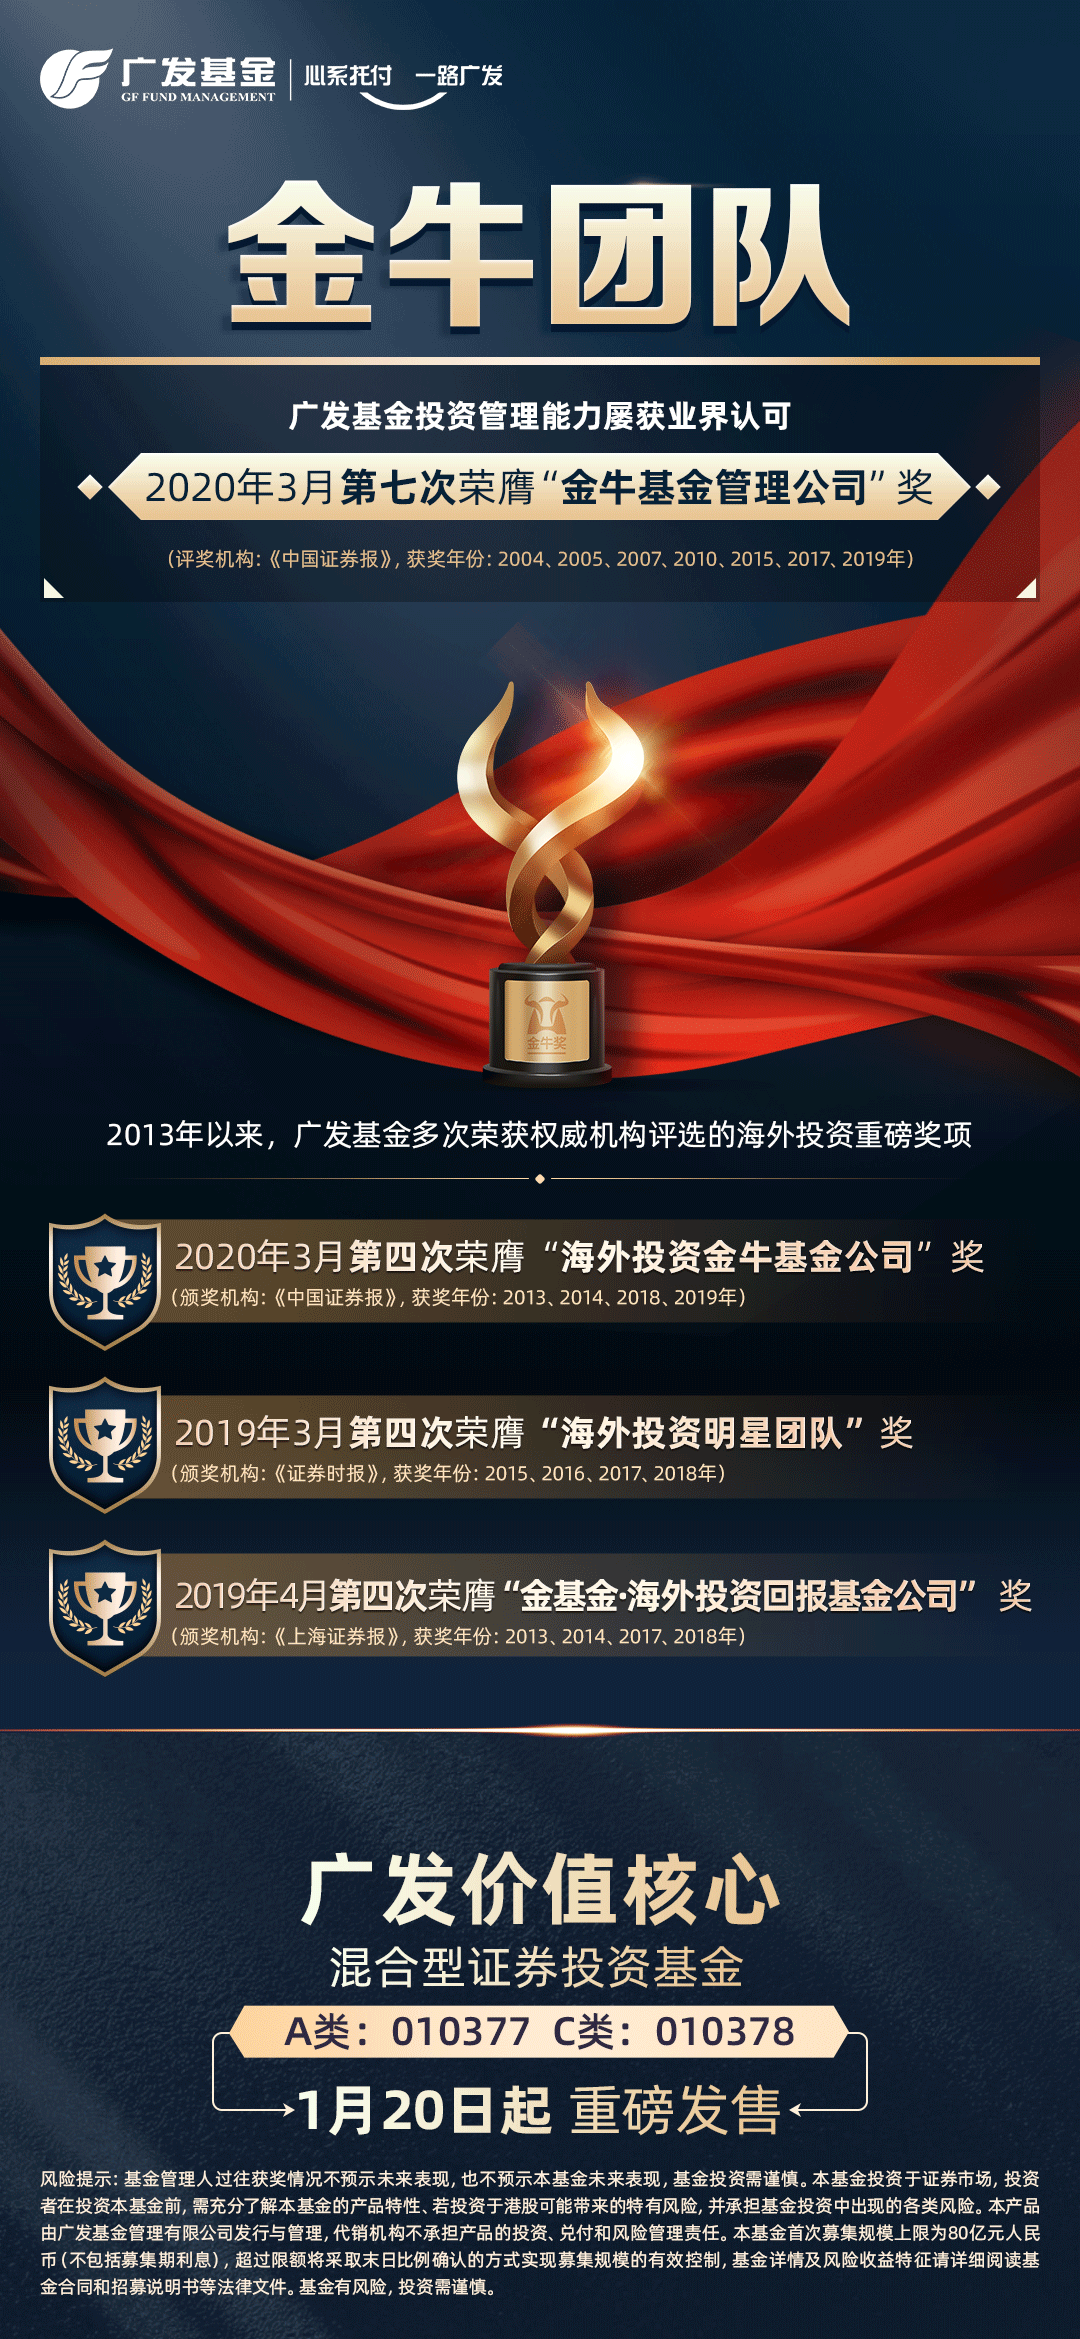 广发基金
GF FUND MANAGEMENT
心系托付 一路广发
金牛团队
广发基金投资管理能力屡获业界认可
2020年3月第七次荣膺“金牛基金管理公司”奖
(评奖机构:《中国证券报》, 获奖年份: 2004、2005、2007、2010、2015、2017、2019年)
金牛奖
2013年以来，广发基金多次荣获权威机构评选的海外投资重磅奖项
2020年3月第四次荣膺“海外投资金牛基金公司”奖
(颁奖机构:《中国证券报》, 获奖年份: 2013、2014、2018、2019年)
2019年3月第四次荣膺“海外投资明星团队”奖
(颁奖机构:《证券时报》, 获奖年份: 2015、2016、2017、2018年)
2019年4月第四次荣膺“金基金·海外投资回报基金公司”奖
(颁奖机构:《上海证券报》, 获奖年份: 2013、2014、2017、2018年)
广发价值核心
混合型证券投资基金
A类：010377 C类：010378
1月20日起 重磅发售
风险提示：基金管理人过往获奖情况不预示未来表现，也不预示本基金未来表现，基金投资需谨慎。本基金投资于证券市场，投资
者在投资本基金前，需充分了解本基金的产品特性、若投资于港股可能带来的特有风险，并承担基金投资中出现的各类风险。本产品
由广发基金管理有限公司发行与管理，代销机构不承担产品的投资、兑付和风险管理责任。本基金首次募集规模上限为80亿元人民
币（不包括募集期利息），超过限额将采取末日比例确认的方式实现募集规模的有效控制，基金详情及风险收益特征请详细阅读基
金合同和招募说明书等法律文件。基金有风险，投资需谨慎。